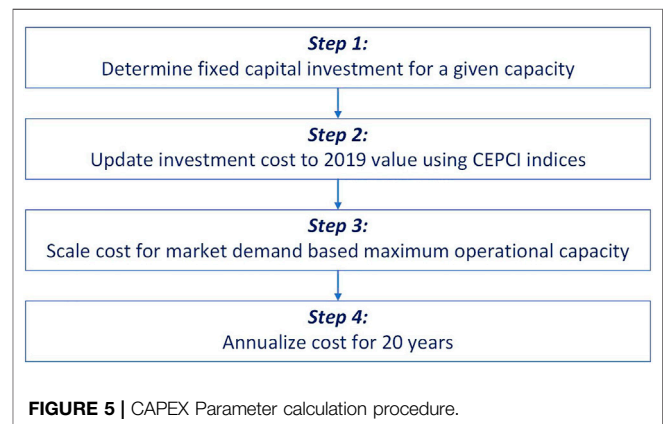 Step 1:
Determine fixed capital investment for a given capacity
Step 2:
Update investment cost to 2019 value using CEPCI indices
Step 3:
Scale cost for market demand based maximum operational capacity
Step 4:
Annualize cost for 20 years
FIGURE 5 | CAPEX Parameter calculation procedure.